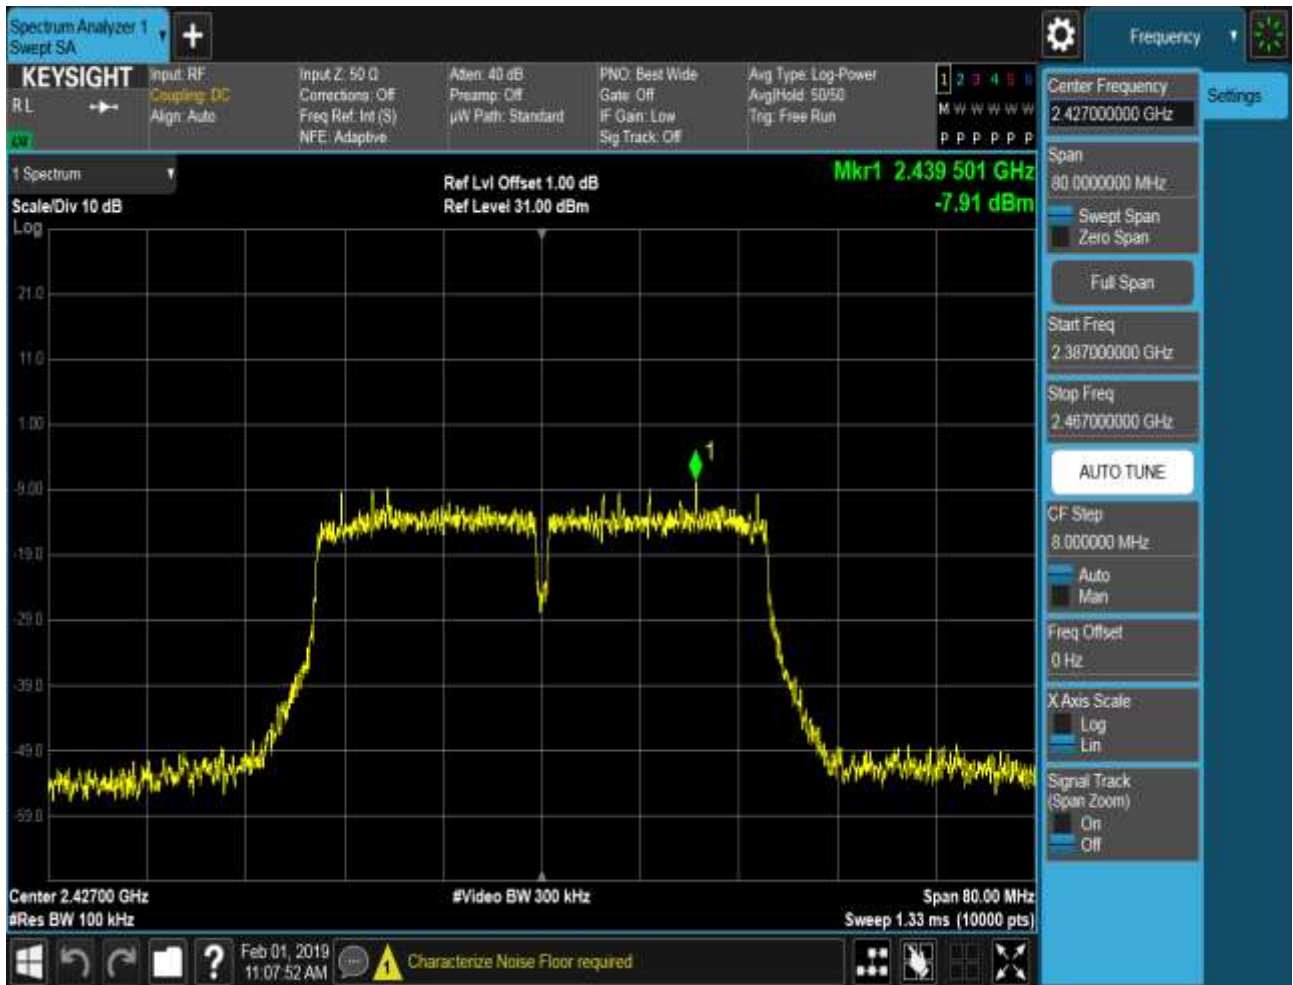 Spectrum Analyzer 1
Swept SA
Frequency
KEYSIGHT
RL
Input: RF
Coupling: DC
Align: Auto
Input Z: 50 Ω
Corrections: Off
Freq Ref: Int (S)
NFE: Adaptive
Atten: 40 dB
Preamp: Off
µW Path: Standard
PNO: Best Wide
Gate: Off
IF Gain: Low
Sig Track: Off
Avg Type: Log-Power
Avg|Hold: 50/50
Trig: Free Run
1 2 3 4 5 6
M W W W W W
P P P P P P
1 Spectrum
Scale/Div 10 dB
Log
Ref Lvl Offset 1.00 dB
Ref Level 31.00 dBm
Mkr1 2.439 501 GHz
-7.91 dBm
21.0
11.0
1.00
-9.00
-19.0
-29.0
-39.0
-49.0
-59.0
1
Center 2.42700 GHz
#Res BW 100 kHz
#Video BW 300 kHz
Span 80.00 MHz
Sweep 1.33 ms (10000 pts)
Center Frequency
2.427000000 GHz
Settings
Span
80.0000000 MHz
Swept Span
Zero Span
Full Span
Start Freq
2.387000000 GHz
Stop Freq
2.467000000 GHz
AUTO TUNE
CF Step
8.000000 MHz
Auto
Man
Freq Offset
0 Hz
X Axis Scale
Log
Lin
Signal Track
(Span Zoom)
On
Off
?
Feb 01, 2019
11:07:52 AM
1
Characterize Noise Floor required